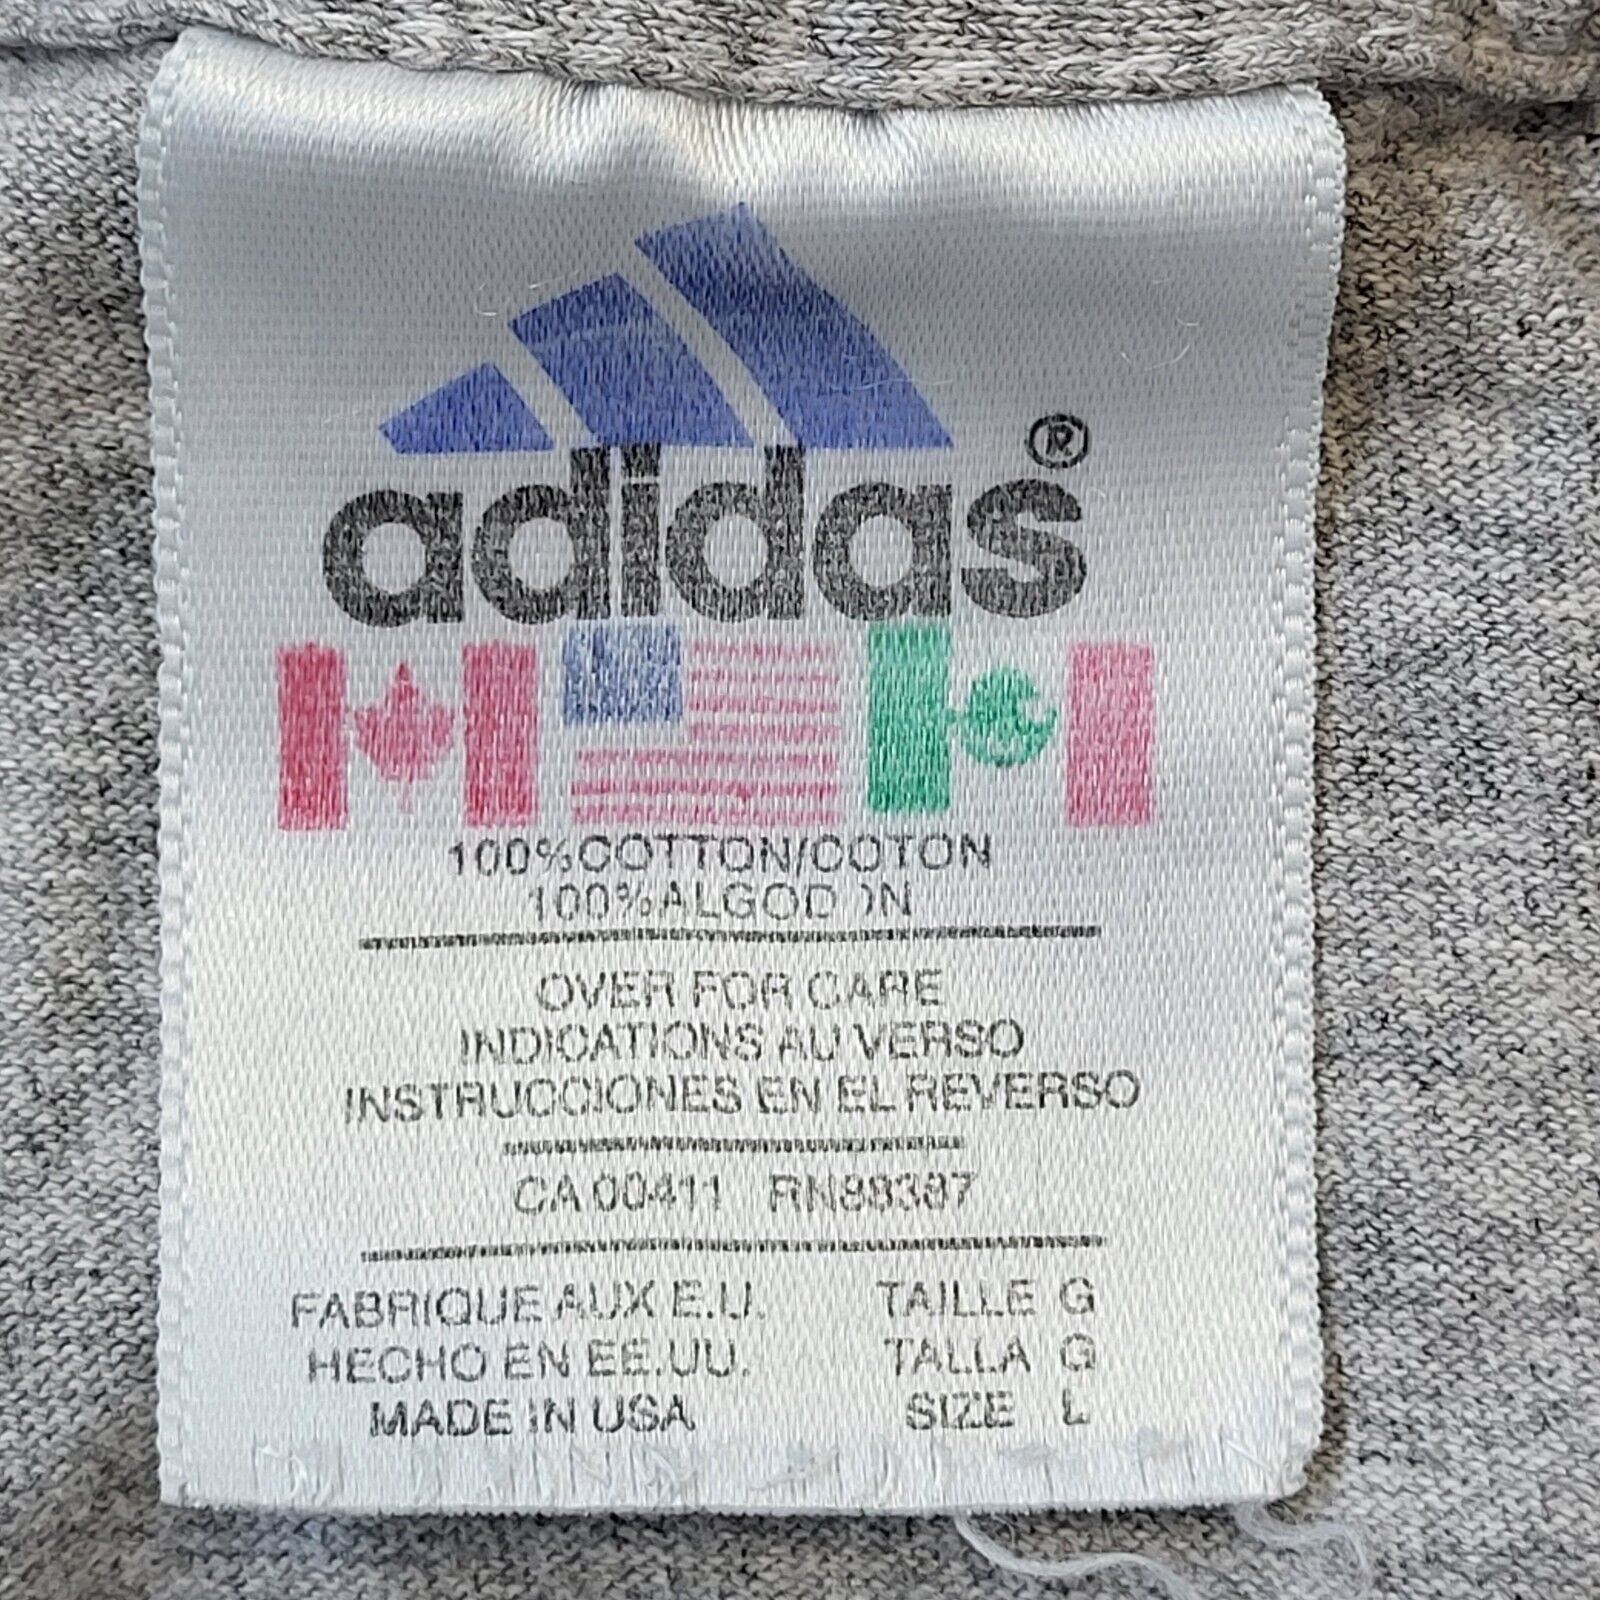 adidas®
100%COTTON/COTON
100%ALGOD N
OVER FOR CARE
INDICATIONS AU VERSO
INSTRUCCIONES EN EL REVERSO
CA 00411 RN88387
FABRIQUE AUX E.U. TAILLE G
HECHO EN EE.UU. TALLA G
MADE IN USA SIZE L